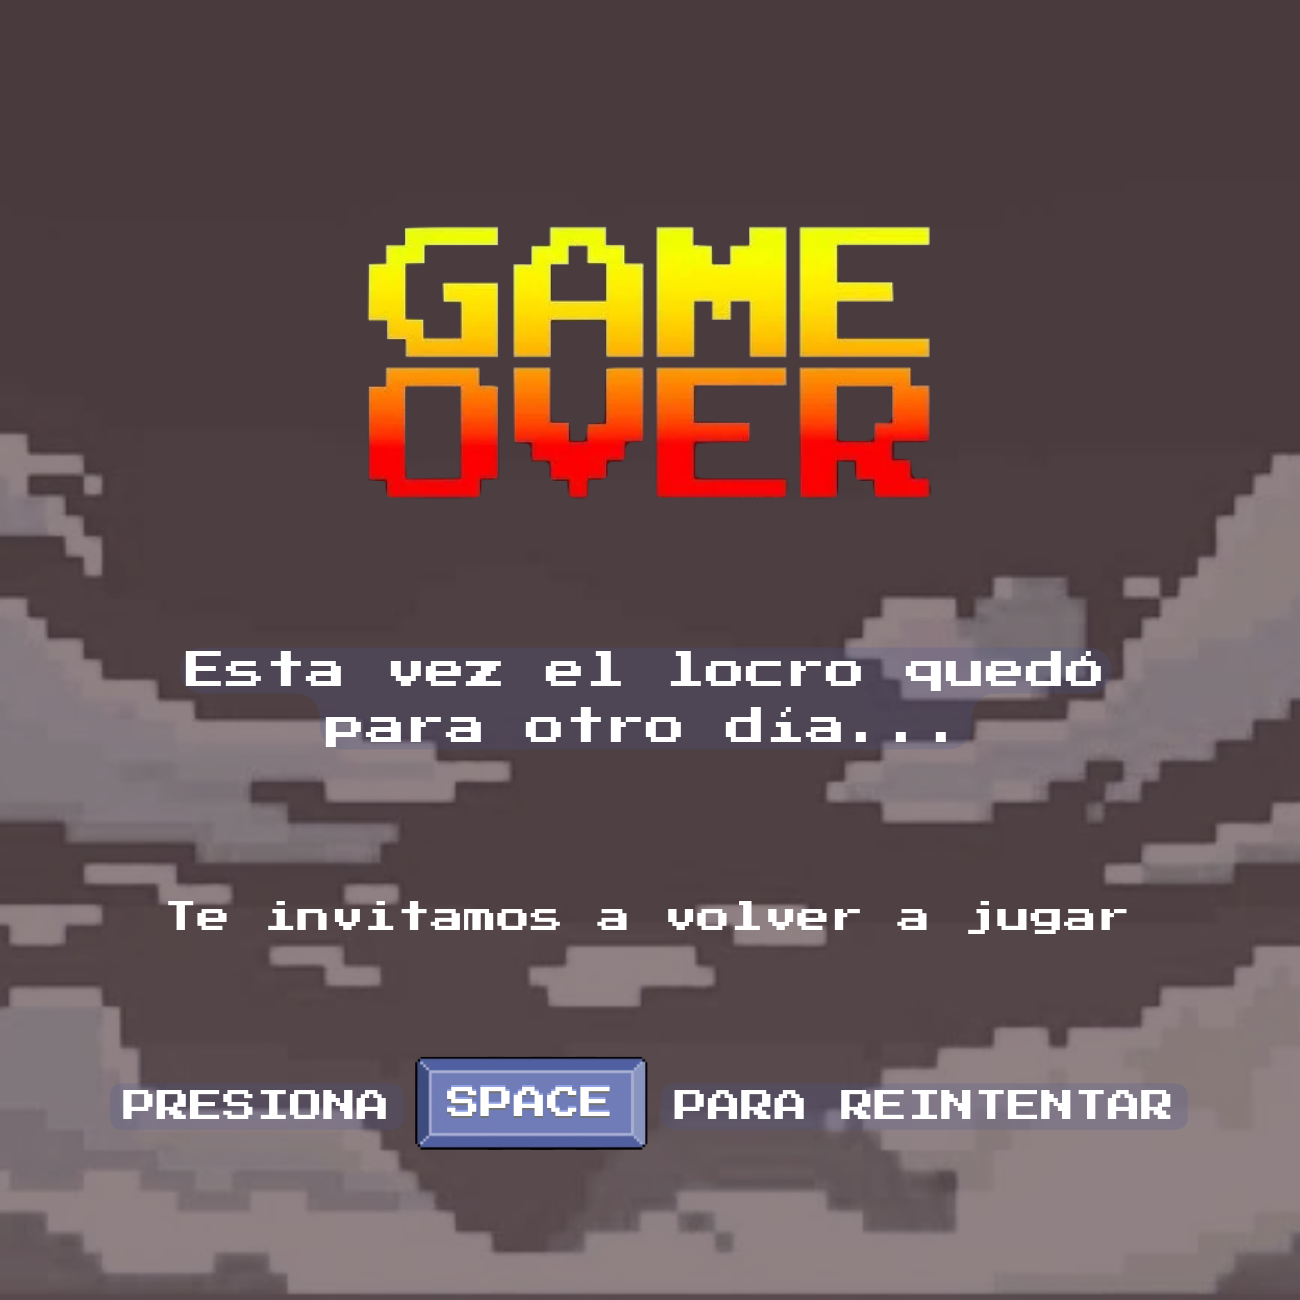 GAME
OVER
Esta vez el locro quedó
para otro día...
Te invitamos a volver a jugar
PRESIONA SPACE PARA REINTENTAR